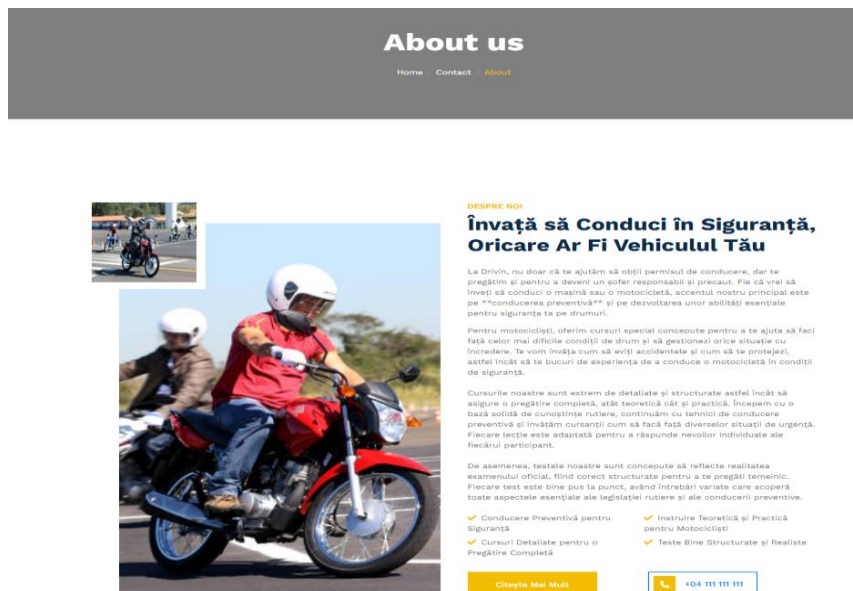 About us
Home / Contact / About
DESPRE NOI
Învață să Conduci în Siguranță,
Oricare Ar Fi Vehiculul Tău
La Drivin, nu doar că te ajutăm să obții permisul de conducere, dar te
pregătim și pentru a deveni un șofer responsabil și precaut. Fie că vrei să
înveți să conduci o mașină sau o motocicletă, accentul nostru principal este
pe **conducerea preventivă** și pe dezvoltarea unor abilități esențiale
pentru siguranța ta pe drumuri.
Pentru motocicliști, oferim cursuri special concepute pentru a te ajuta să faci
față celor mai dificile condiții de drum și să gestionezi orice situație cu
încredere. Te vom învăța cum să eviți accidentele și cum să te protejezi,
astfel încât să te bucuri de experiența de a conduce o motocicletă în condiții
de siguranță.
Cursurile noastre sunt extrem de detaliate și structurate astfel încât să
asigure o pregătire completă, atât teoretică cât și practică. Începem cu o
bază solidă de cunoștințe rutiere, continuăm cu tehnici de conducere
preventivă și învățăm cursanții cum să facă față diverselor situații de urgență.
Fiecare lecție este adaptată pentru a răspunde nevoilor individuale ale
fiecărui participant.
De asemenea, testele noastre sunt concepute să reflecte realitatea
examenului oficial, fiind corect structurate pentru a te pregăti temeinic.
Fiecare test este bine pus la punct, având întrebări variate care acoperă
toate aspectele esențiale ale legislației rutiere și ale conducerii preventive.
Conducere Preventivă pentru
Siguranță
Instruire Teoretică și Practică
pentru Motocicliști
Cursuri Detaliate pentru o
Pregătire Completă
Teste Bine Structurate și Realiste
Citește Mai Mult
+04 111 111 111